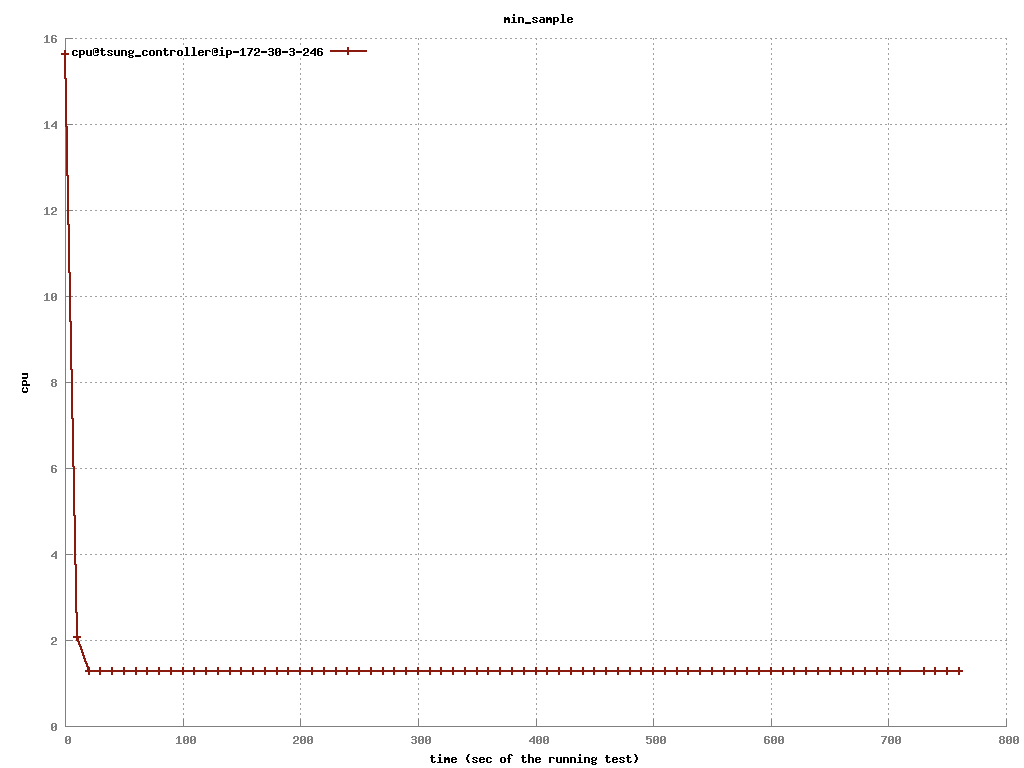 min_sample
16
cpu@tsung_controller@ip-172-30-3-246
14
12
10
8
cpu
6
4
2
0
0 100 200 300 400 500 600 700 800
time (sec of the running test)